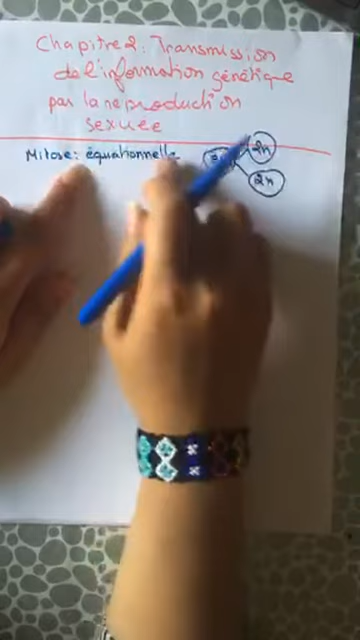 Chapitre 2: Transmission
de l'information génétique
par la reproduction
sexuée
Mitose: équationnelle
2n
2n